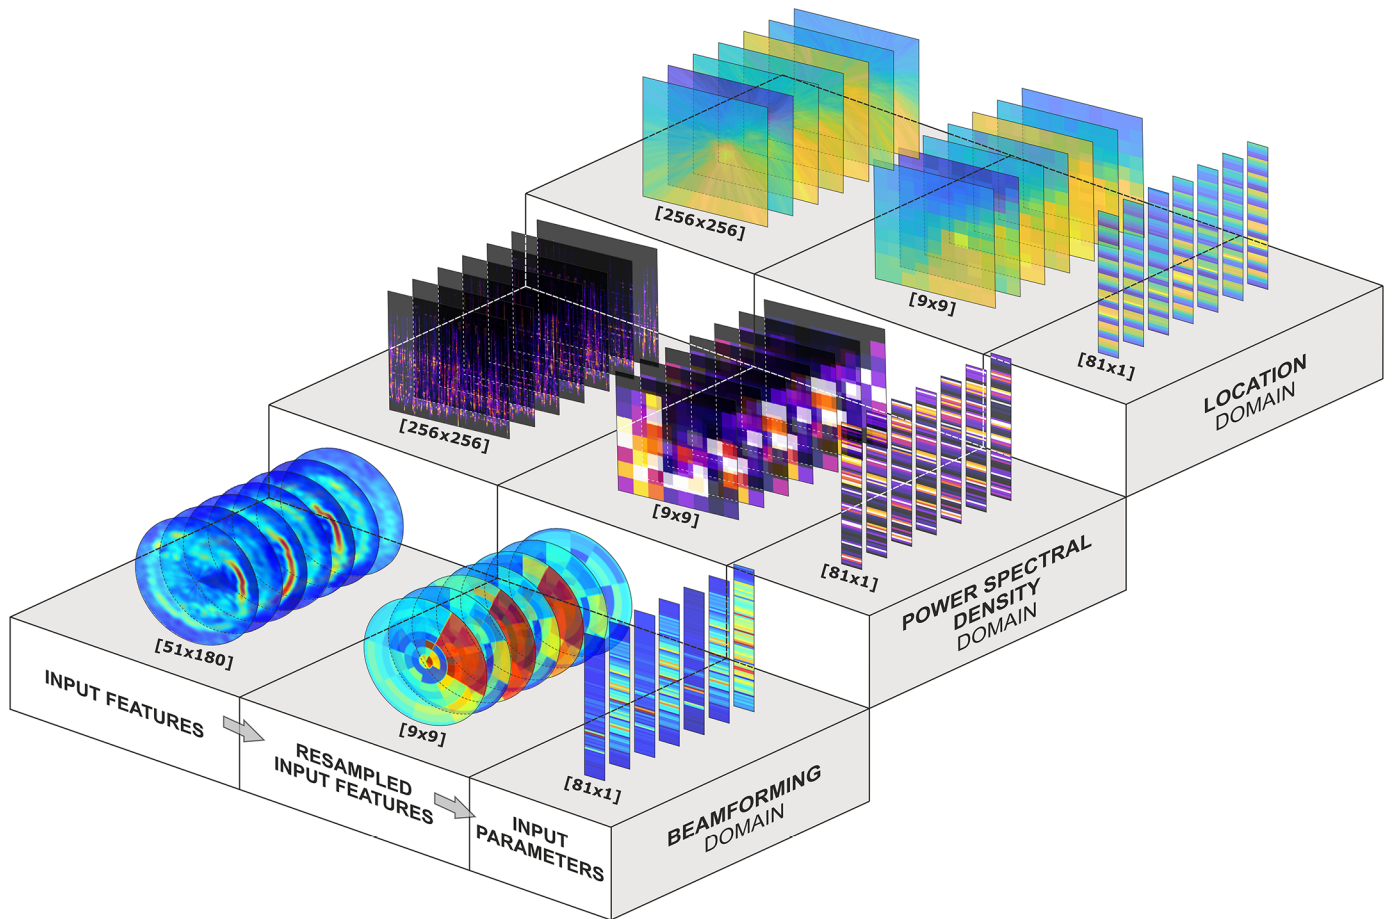 [256x256]
[9x9]
[81x1]
LOCATION
DOMAIN
[256x256]
[9x9]
[81x1]
POWER SPECTRAL
DENSITY
DOMAIN
[51x180]
[9x9]
[81x1]
BEAMFORMING
DOMAIN
INPUT FEATURES
RESAMPLED
INPUT FEATURES
INPUT
PARAMETERS